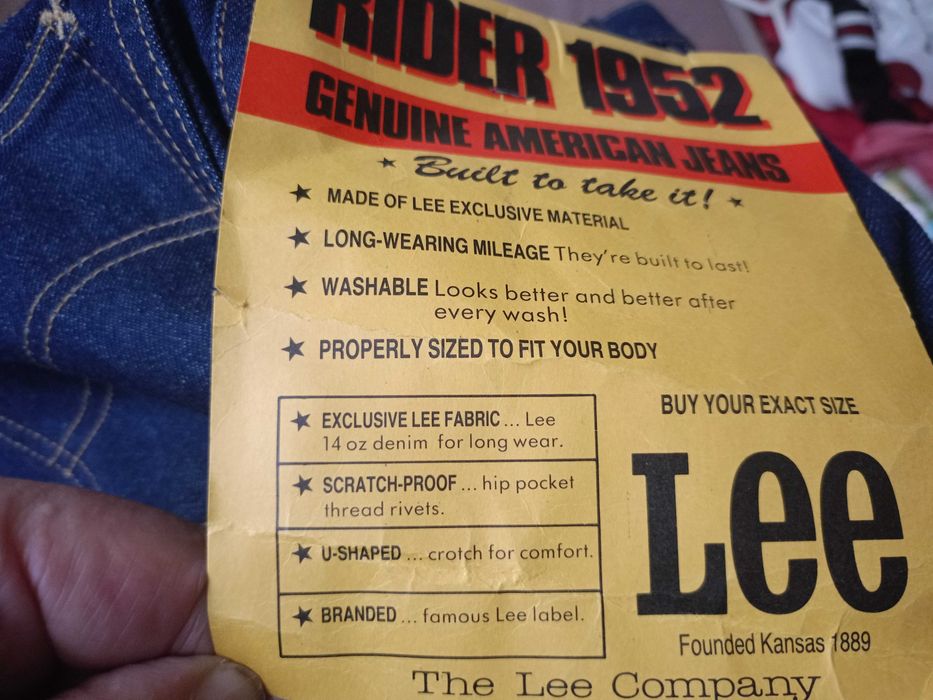 RIDER 1952
GENUINE AMERICAN JEANS
★ Built to take it! ★
★ MADE OF LEE EXCLUSIVE MATERIAL
★ LONG-WEARING MILEAGE They're built to last!
★ WASHABLE Looks better and better after
every wash!
★ PROPERLY SIZED TO FIT YOUR BODY
★ EXCLUSIVE LEE FABRIC ... Lee
14 oz denim for long wear.
★ SCRATCH-PROOF ... hip pocket
thread rivets.
★ U-SHAPED ... crotch for comfort.
★ BRANDED ... famous Lee label.
BUY YOUR EXACT SIZE
Lee
Founded Kansas 1889
The Lee Company